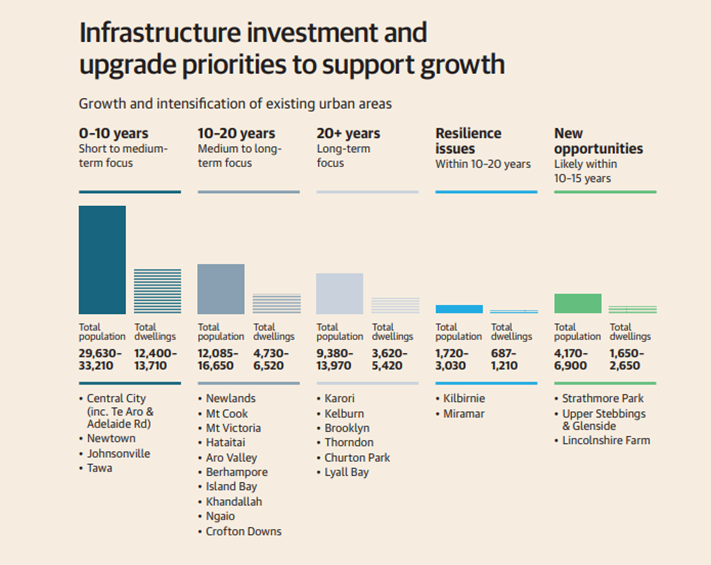 Infrastructure investment and
upgrade priorities to support growth
Growth and intensification of existing urban areas
0-10 years
Short to medium-
term focus
10-20 years
Medium to long-
term focus
20+ years
Long-term
focus
Resilience
issues
Within 10-20 years
New
opportunities
Likely within
10-15 years
Total
population
29,630-
33,210
Total
dwellings
12,400-
13,710
Total
population
12,085-
16,650
Total
dwellings
4,730-
6,520
Total
population
9,380-
13,970
Total
dwellings
3,620-
5,420
Total
population
1,720-
3,030
Total
dwellings
687-
1,210
Total
population
4,170-
6,900
Total
dwellings
1,650-
2,650
• Central City
(inc. Te Aro &
Adelaide Rd)
• Newtown
• Johnsonville
• Tawa
• Newlands
• Mt Cook
• Mt Victoria
• Hataitai
• Aro Valley
• Berhampore
• Island Bay
• Khandallah
• Ngaio
• Crofton Downs
• Karori
• Kelburn
• Brooklyn
• Thorndon
• Churton Park
• Lyall Bay
• Kilbirnie
• Miramar
• Strathmore Park
• Upper Stebbings
& Glenside
• Lincolnshire Farm